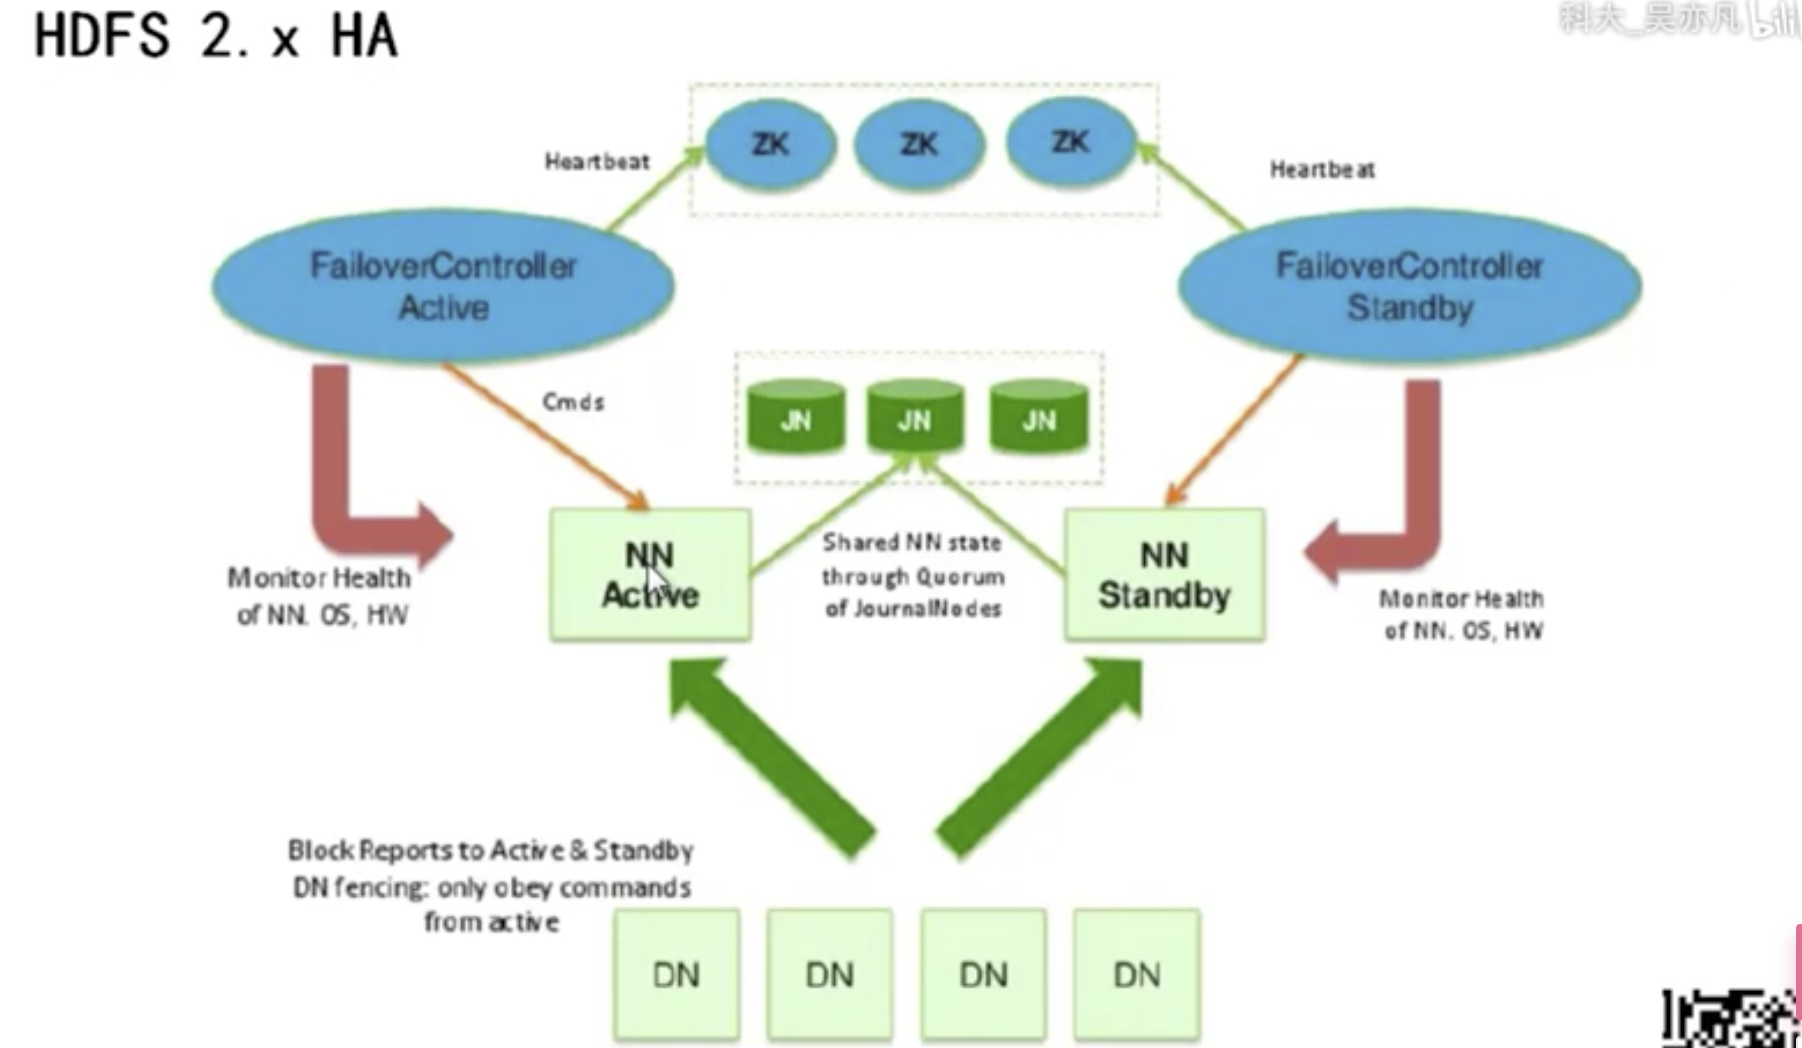 HDFS 2.x HA
科大_吴亦凡 bili
ZK
ZK
ZK
Heartbeat
Heartbeat
FailoverController
Active
FailoverController
Standby
Cmds
JN
JN
JN
Shared NN state
through Quorum
of JournalNodes
NN
Active
NN
Standby
Monitor Health
of NN. OS, HW
Monitor Health
of NN. OS, HW
Block Reports to Active & Standby
DN fencing: only obey commands
from active
DN
DN
DN
DN